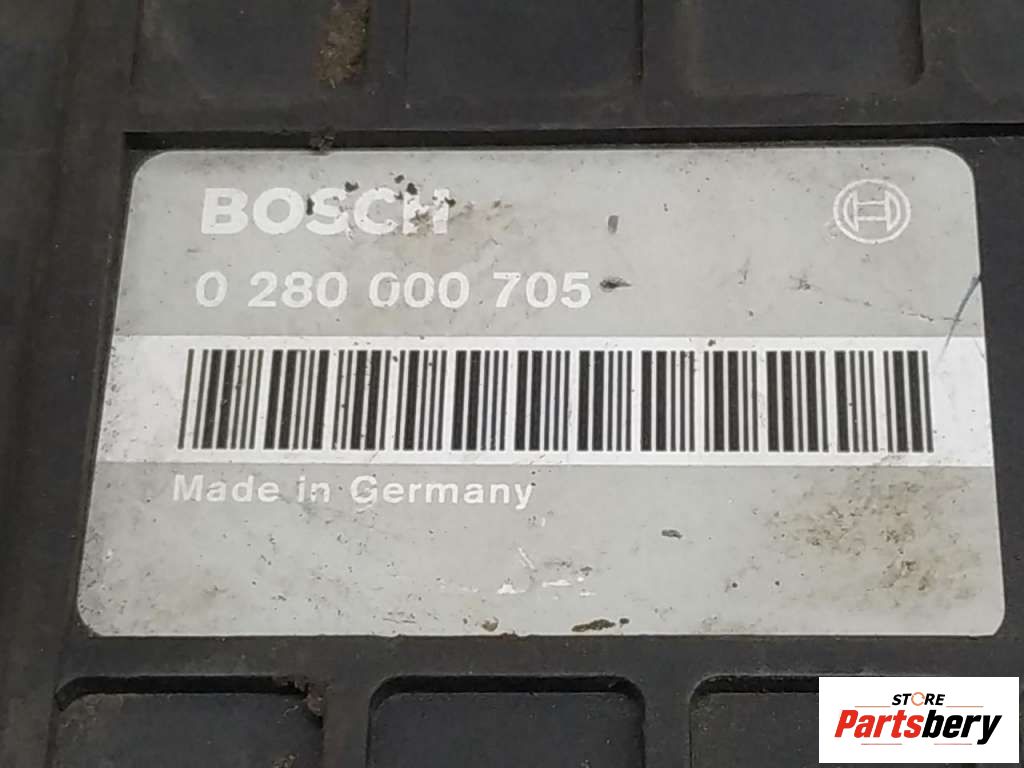 BOSCH
0 280 000 705
Made in Germany
STORE
Partsbery